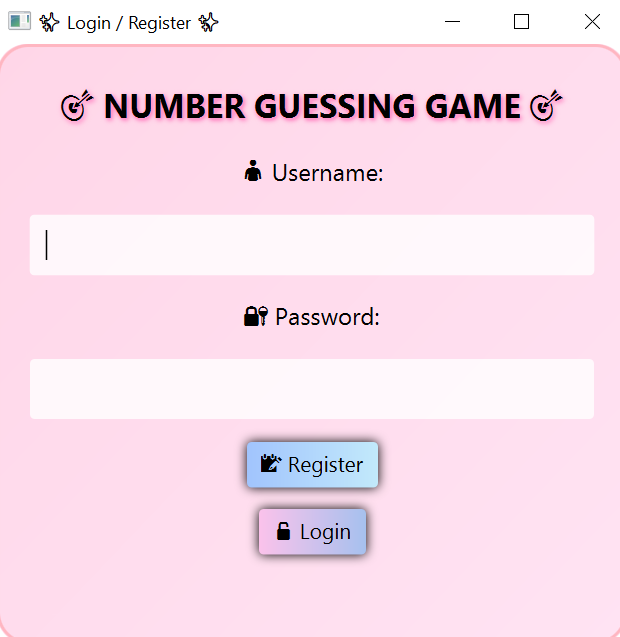 ✨ Login / Register ✨
🎯 NUMBER GUESSING GAME 🎯
👤 Username:
🔐 Password:
📝 Register
🔓 Login